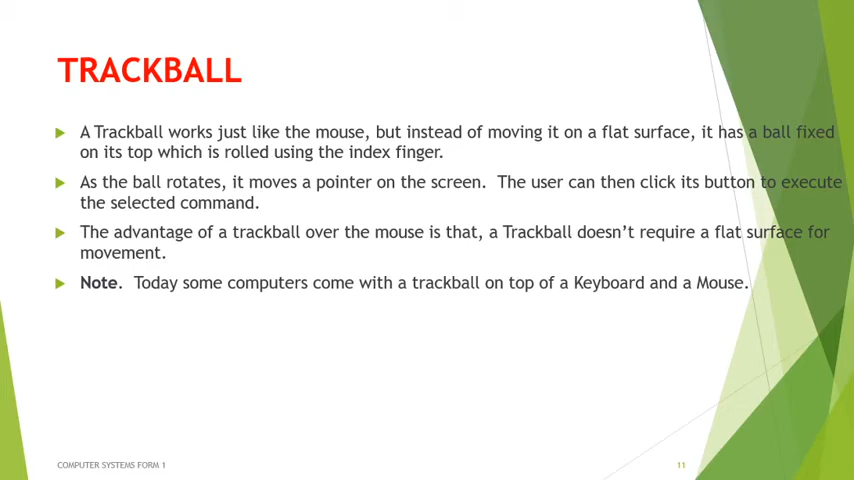 TRACKBALL
A Trackball works just like the mouse, but instead of moving it on a flat surface, it has a ball fixed
on its top which is rolled using the index finger.
As the ball rotates, it moves a pointer on the screen.  The user can then click its button to execute
the selected command.
The advantage of a trackball over the mouse is that, a Trackball doesn’t require a flat surface for
movement.
Note.  Today some computers come with a trackball on top of a Keyboard and a Mouse.
COMPUTER SYSTEMS FORM 1
11